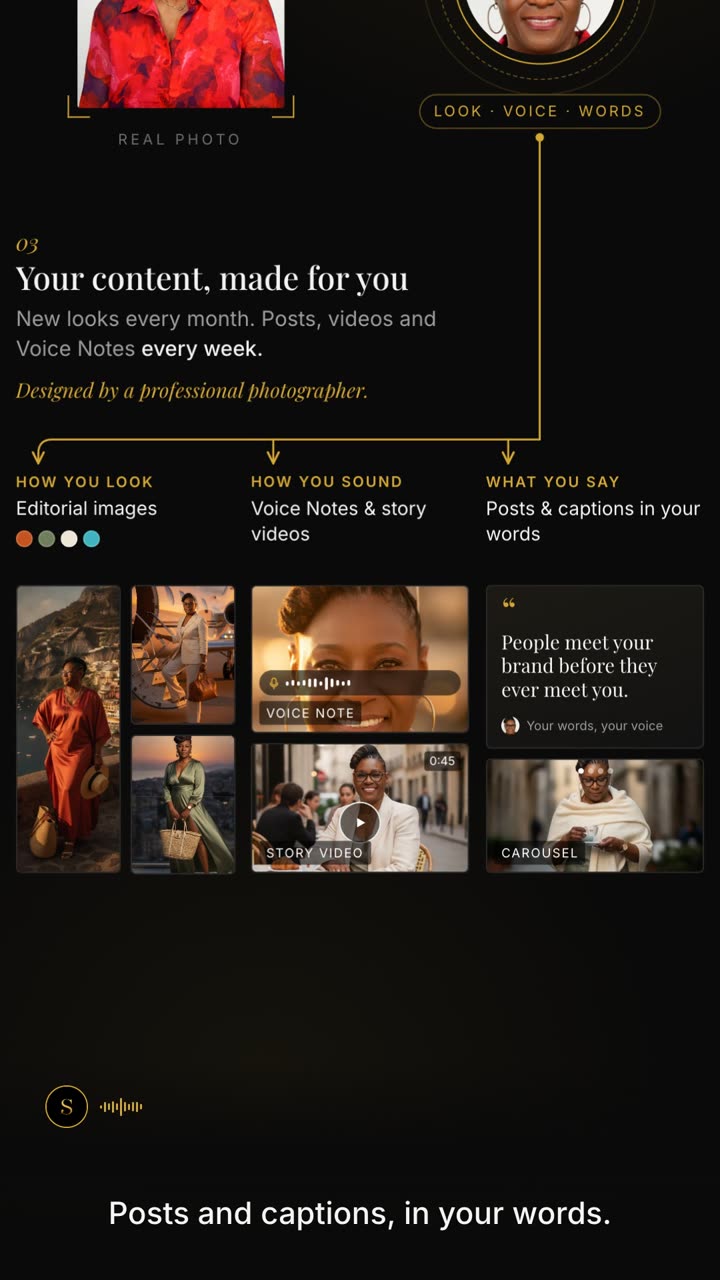 LOOK · VOICE · WORDS
REAL PHOTO
03
Your content, made for you
New looks every month. Posts, videos and
Voice Notes every week.
Designed by a professional photographer.
HOW YOU LOOK
Editorial images
HOW YOU SOUND
Voice Notes & story
videos
WHAT YOU SAY
Posts & captions in your
words
VOICE NOTE
0:45
STORY VIDEO
“
People meet your
brand before they
ever meet you.
Your words, your voice
CAROUSEL
S
Posts and captions, in your words.